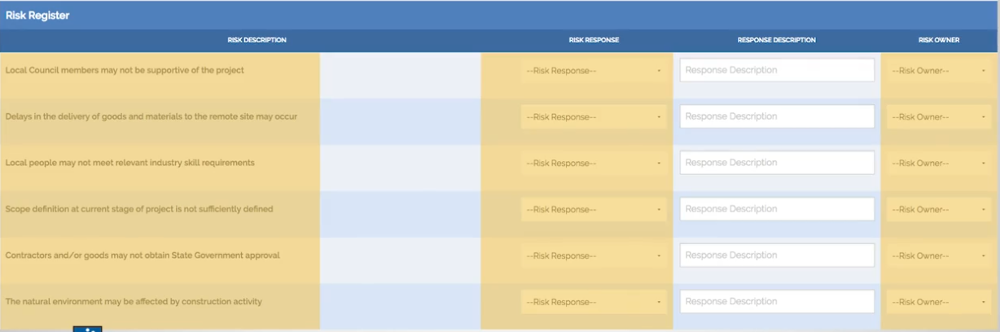 Risk Register
RISK DESCRIPTION RISK RESPONSE RESPONSE DESCRIPTION RISK OWNER
Local Council members may not be supportive of the project --Risk Response-- Response Description --Risk Owner--
Delays in the delivery of goods and materials to the remote site may occur --Risk Response-- Response Description --Risk Owner--
Local people may not meet relevant industry skill requirements --Risk Response-- Response Description --Risk Owner--
Scope definition at current stage of project is not sufficiently defined --Risk Response-- Response Description --Risk Owner--
Contractors and/or goods may not obtain State Government approval --Risk Response-- Response Description --Risk Owner--
The natural environment may be affected by construction activity --Risk Response-- Response Description --Risk Owner--